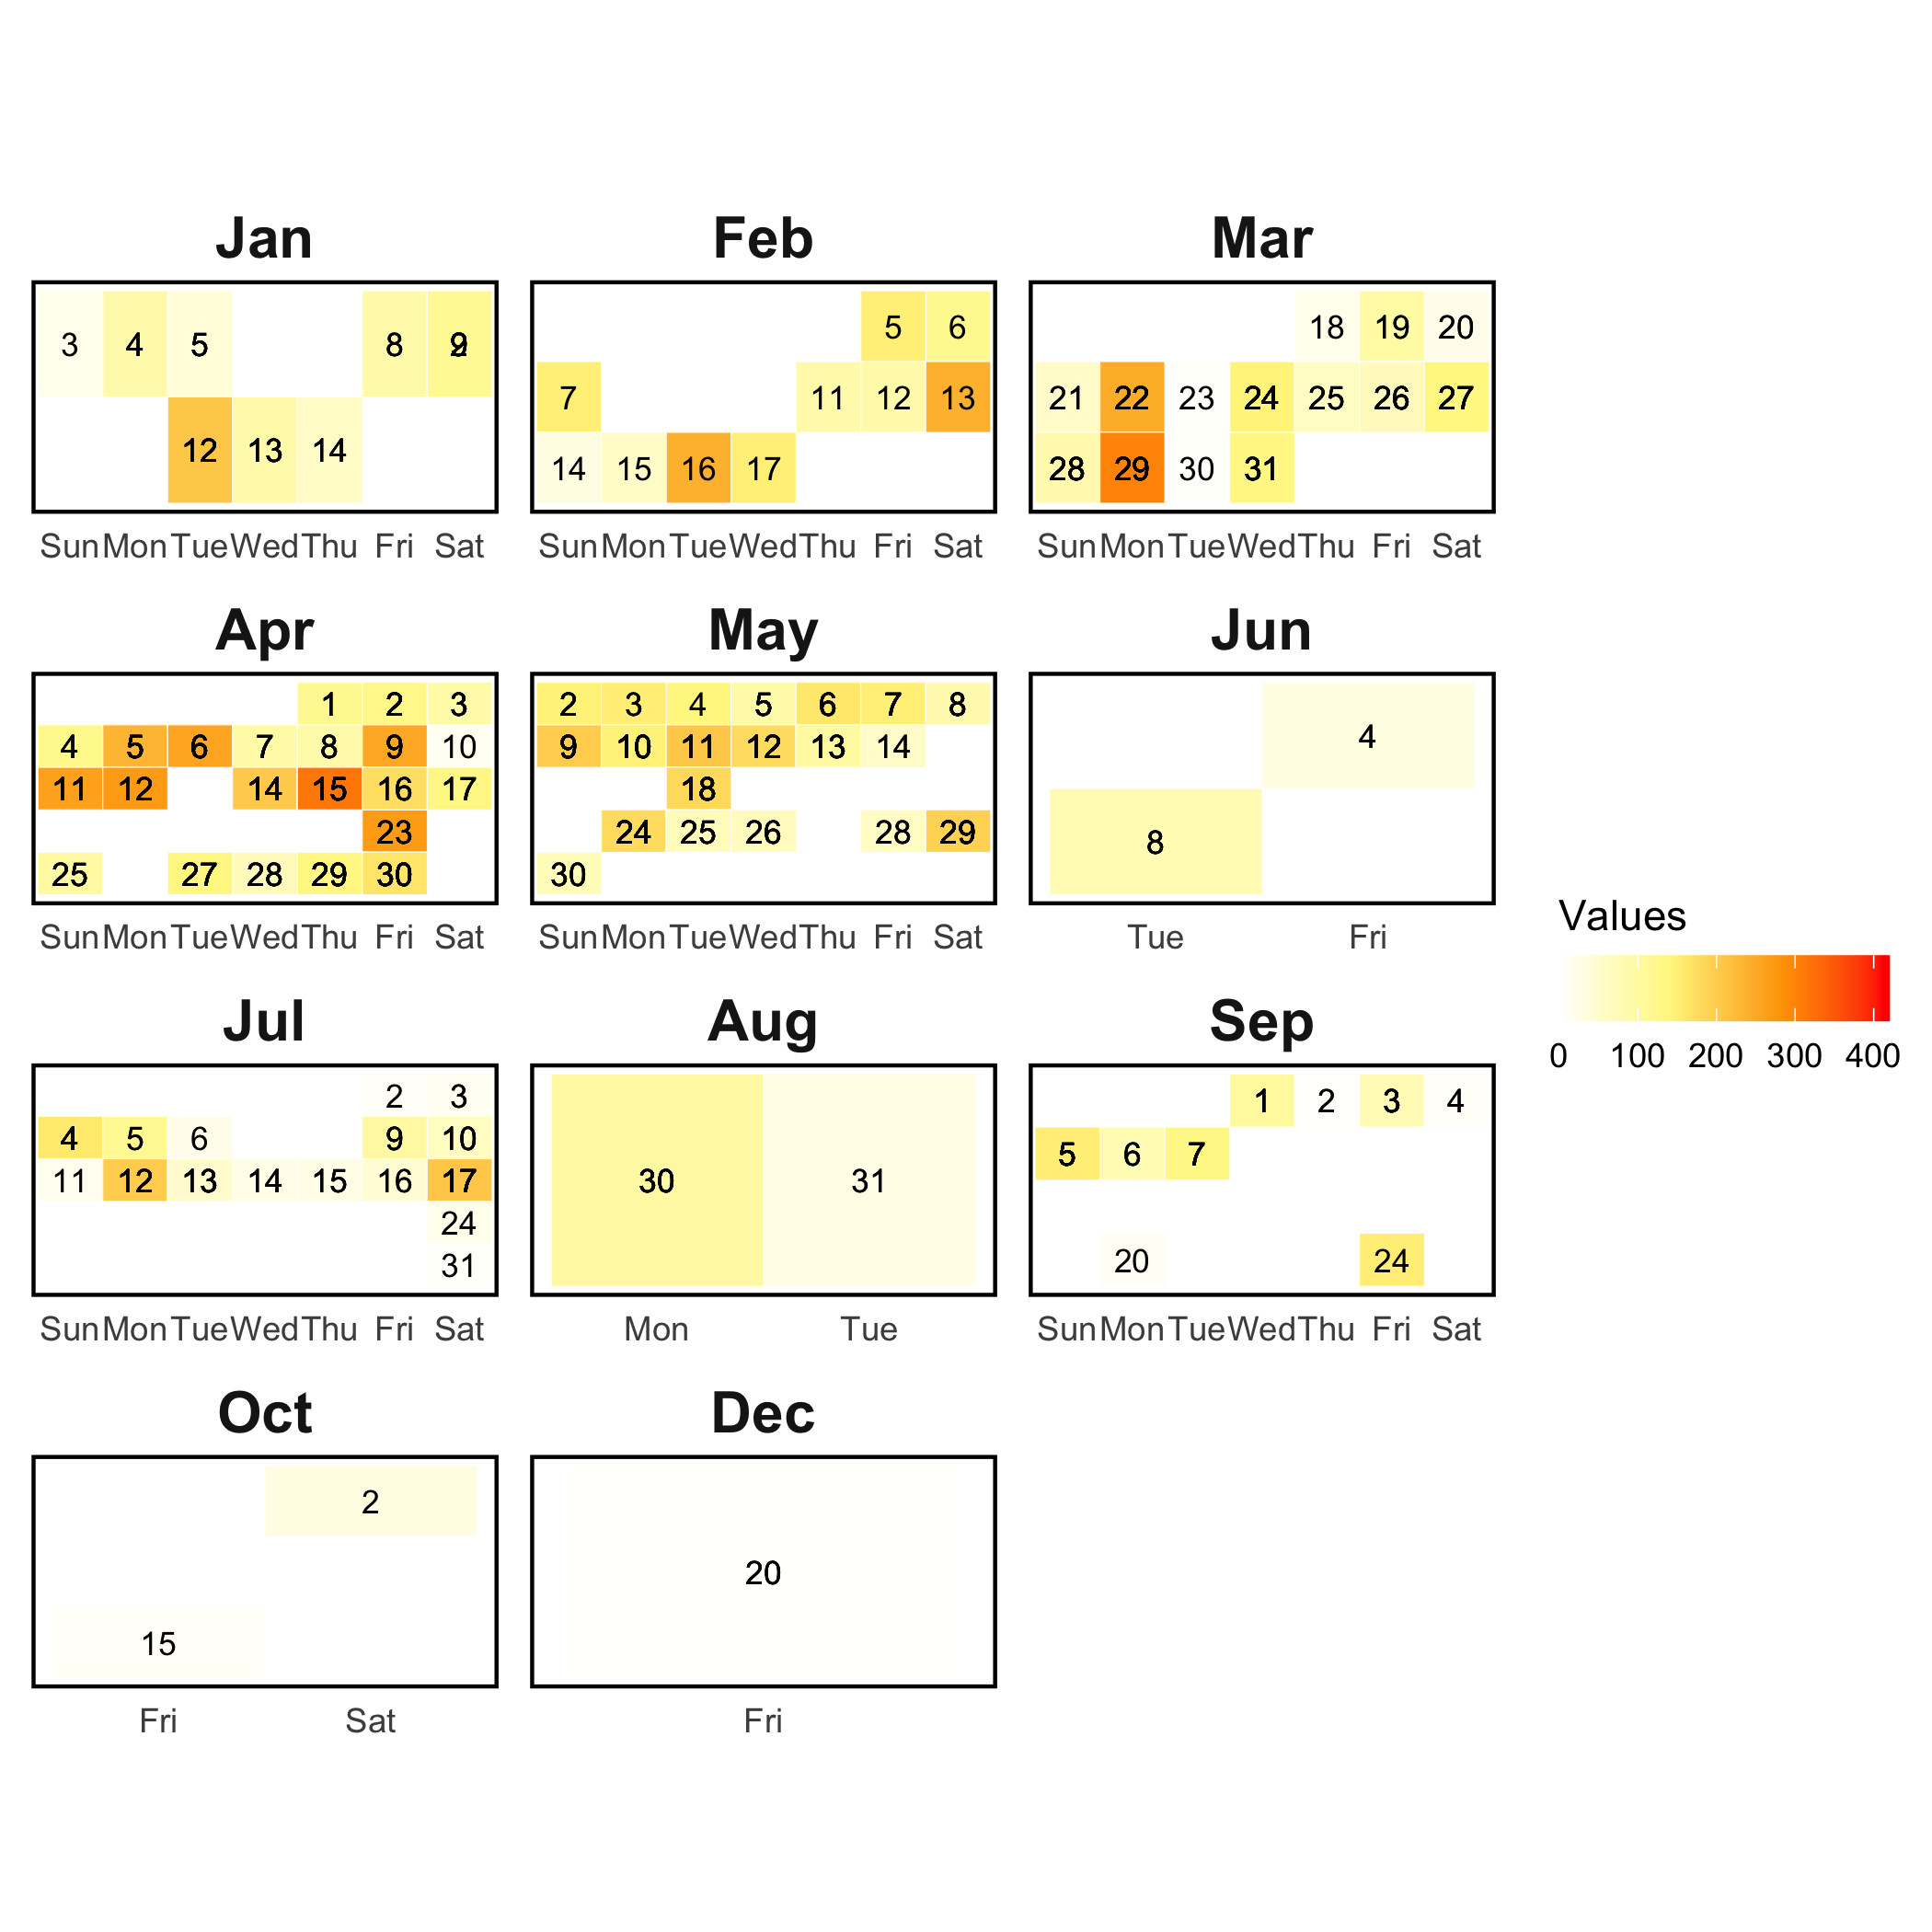 Jan Feb Mar
3 4 5 8 9
12 13 14
Sun Mon Tue Wed Thu Fri Sat
5 6
7 11 12 13
14 15 16 17
Sun Mon Tue Wed Thu Fri Sat
18 19 20
21 22 23 24 25 26 27
28 29 30 31
Sun Mon Tue Wed Thu Fri Sat
Apr May Jun
1 2 3
4 5 6 7 8 9 10
11 12 14 15 16 17
23
25 27 28 29 30
Sun Mon Tue Wed Thu Fri Sat
2 3 4 5 6 7 8
9 10 11 12 13 14
18
24 25 26 28 29
30
Sun Mon Tue Wed Thu Fri Sat
4
8
Tue Fri
Jul Aug Sep
2 3
4 5 6 9 10
11 12 13 14 15 16 17
24
31
Sun Mon Tue Wed Thu Fri Sat
30 31
Mon Tue
1 2 3 4
5 6 7
20 24
Sun Mon Tue Wed Thu Fri Sat
Oct Dec
2
15
Fri Sat
20
Fri
Values
0 100 200 300 400